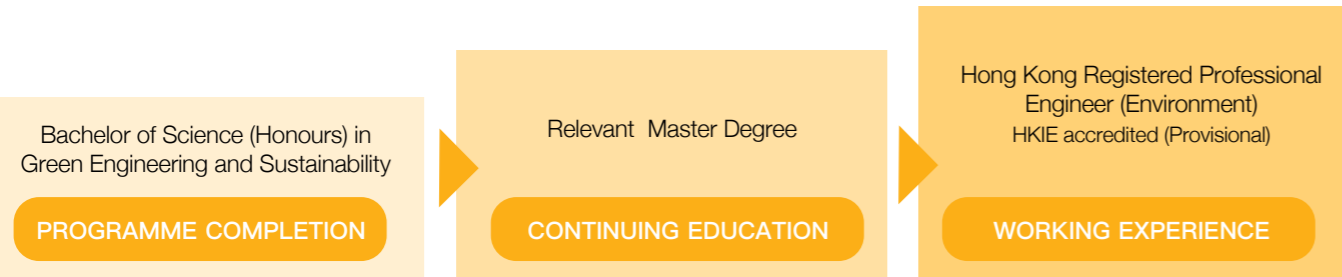 Bachelor of Science (Honours) in
Green Engineering and Sustainability
PROGRAMME COMPLETION
Relevant Master Degree
CONTINUING EDUCATION
Hong Kong Registered Professional
Engineer (Environment)
HKIE accredited (Provisional)
WORKING EXPERIENCE